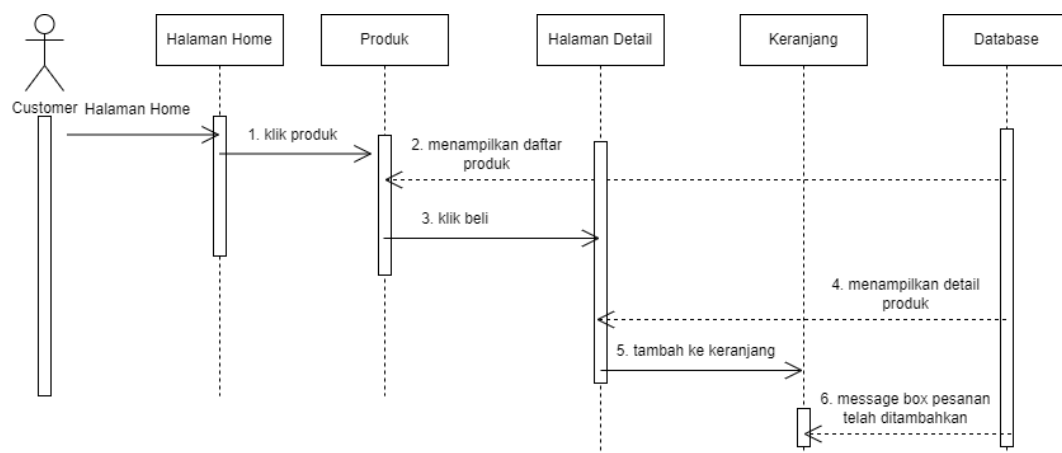 Halaman Home
Produk
Halaman Detail
Keranjang
Database
Customer
Halaman Home
1. klik produk
2. menampilkan daftar
produk
3. klik beli
4. menampilkan detail
produk
5. tambah ke keranjang
6. message box pesanan
telah ditambahkan